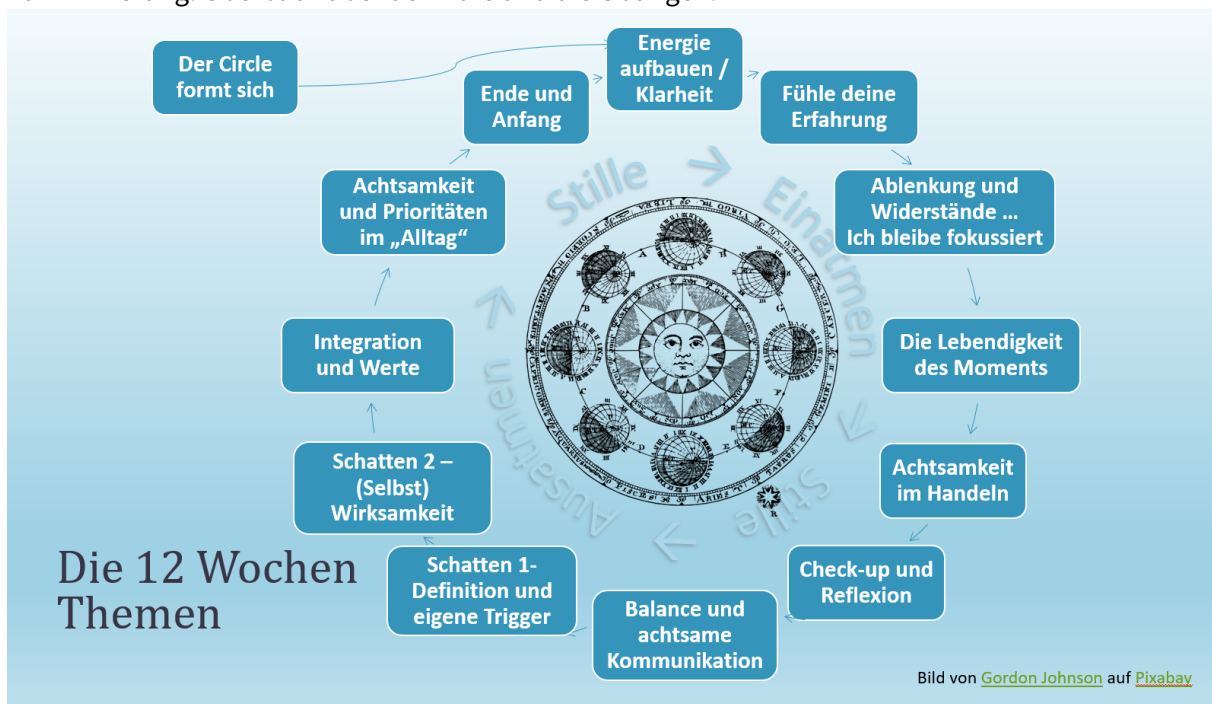 Der Circle
formt sich
Energie
aufbauen /
Klarheit
Fühle deine
Erfahrung
Ablenkung und
Widerstände ...
Ich bleibe fokussiert
Die Lebendigkeit
des Moments
Achtsamkeit
im Handeln
Check-up und
Reflexion
Balance und
achtsame
Kommunikation
Schatten 1-
Definition und
eigene Trigger
Schatten 2 –
(Selbst)
Wirksamkeit
Integration
und Werte
Achtsamkeit
und Prioritäten
im „Alltag“
Ende und
Anfang
Stille → Einatmen → Stille → Ausatmen →
Die 12 Wochen
Themen
Bild von Gordon Johnson auf Pixabay